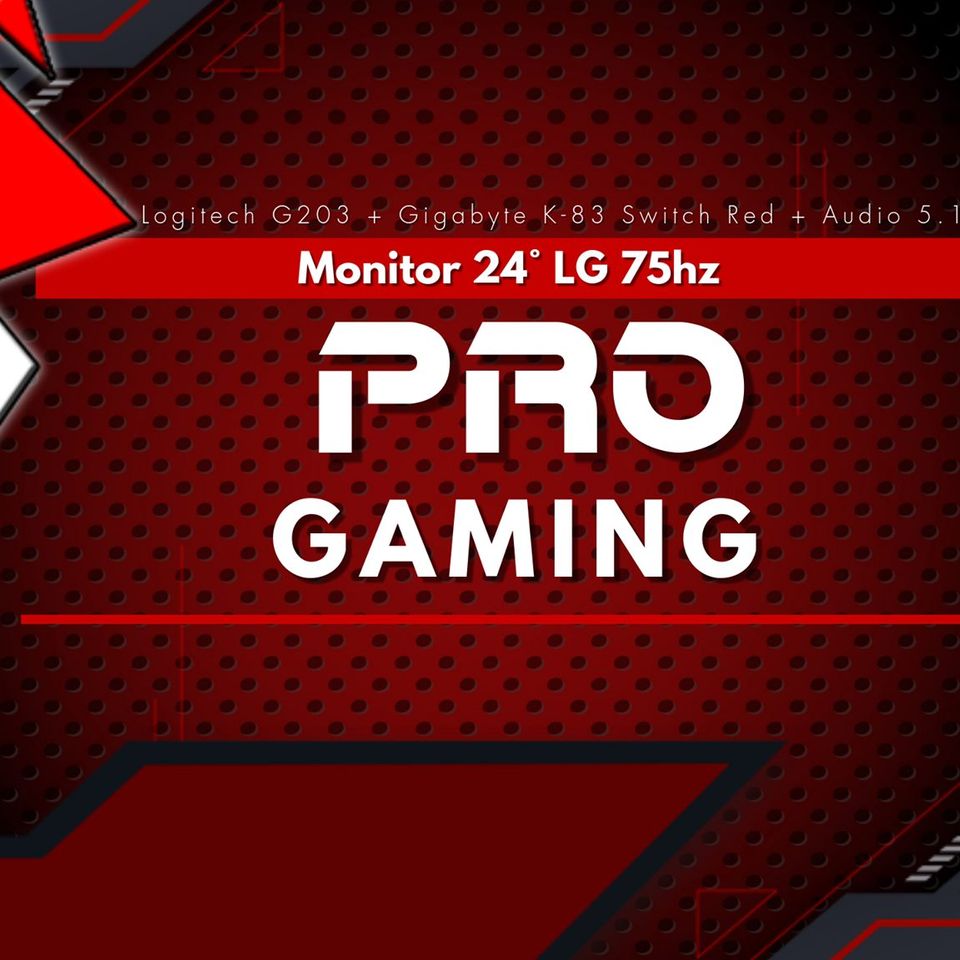 Logitech G203 + Gigabyte K-83 Switch Red + Audio 5.1
Monitor 24° LG 75hz
PRO
GAMING